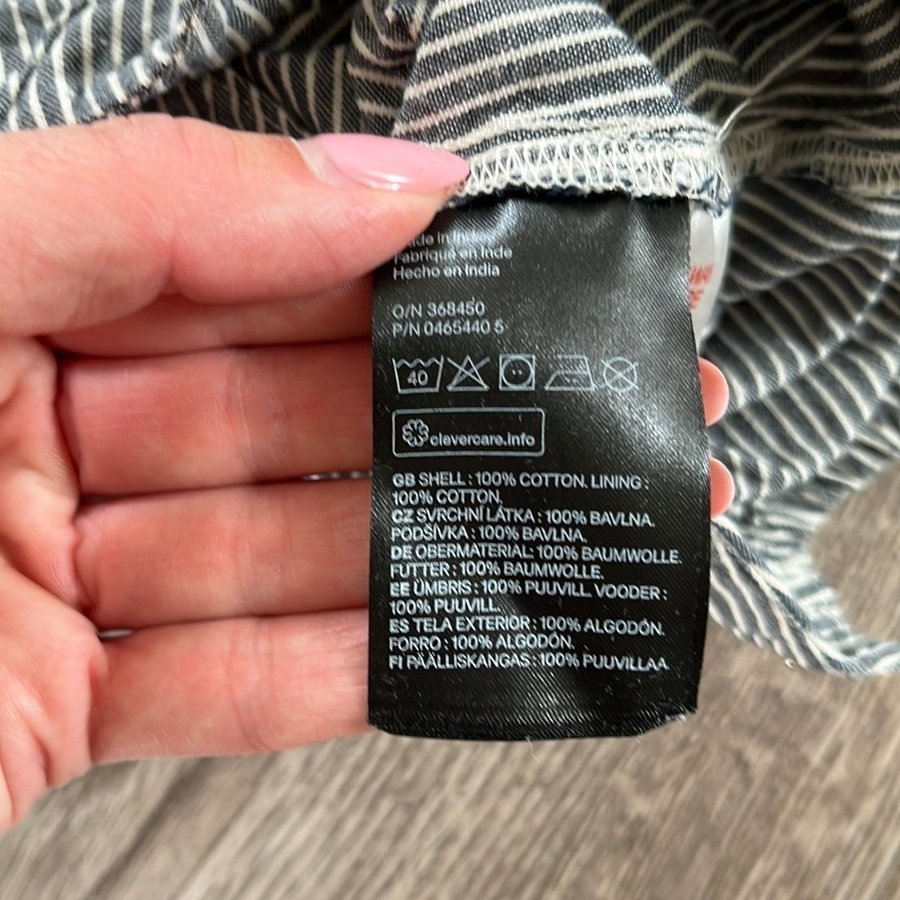 Made in India
Fabriqué en Inde
Hecho en India
O/N 368450
P/N 0465440 5
40
clevercare.info
GB SHELL : 100% COTTON. LINING :
100% COTTON.
CZ SVRCHNÍ LÁTKA : 100% BAVLNA.
PODŠÍVKA : 100% BAVLNA.
DE OBERMATERIAL: 100% BAUMWOLLE.
FUTTER : 100% BAUMWOLLE.
EE ÜMBRIS : 100% PUUVILL. VOODER :
100% PUUVILL.
ES TELA EXTERIOR : 100% ALGODÓN.
FORRO : 100% ALGODÓN.
FI PÄÄLLISKANGAS : 100% PUUVILLAA